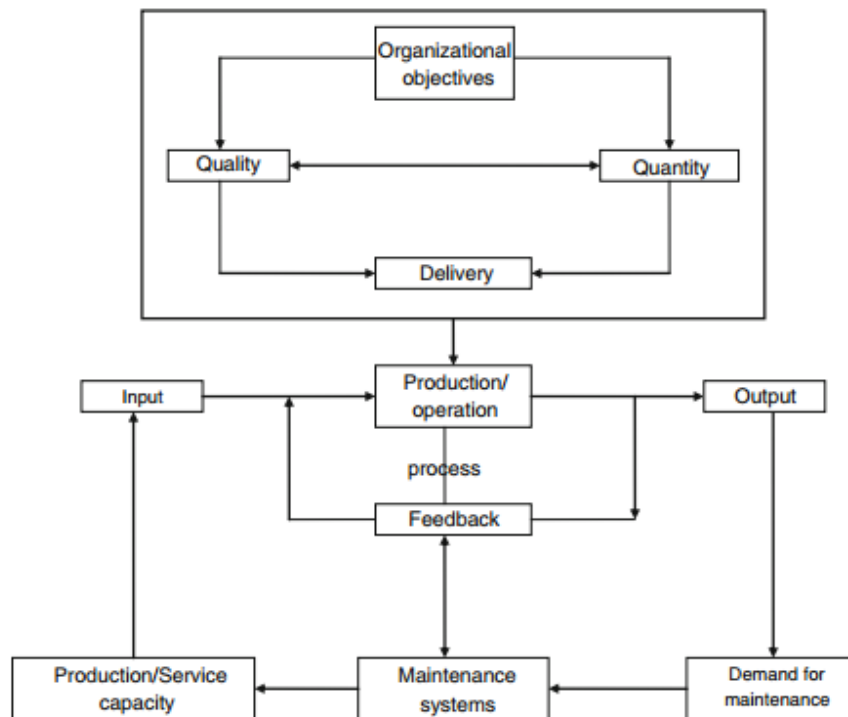 Organizational
objectives
Quality
Quantity
Delivery
Production/
operation
Input
Output
process
Feedback
Production/Service
capacity
Maintenance
systems
Demand for
maintenance